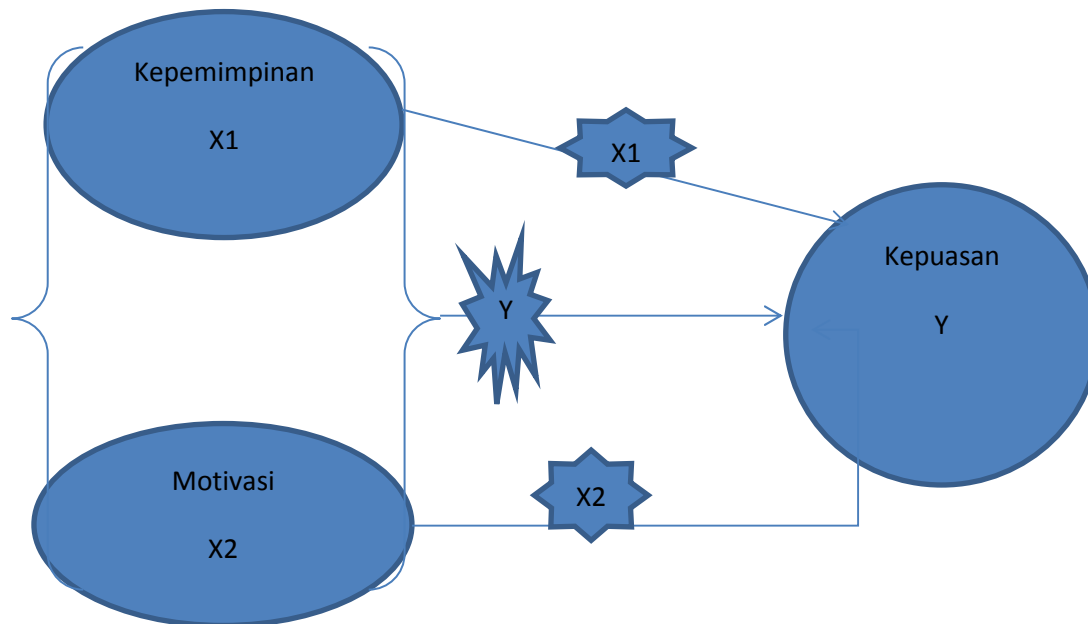 Kepemimpinan
X1
X1
Kepuasan
Y
Y
Motivasi
X2
X2